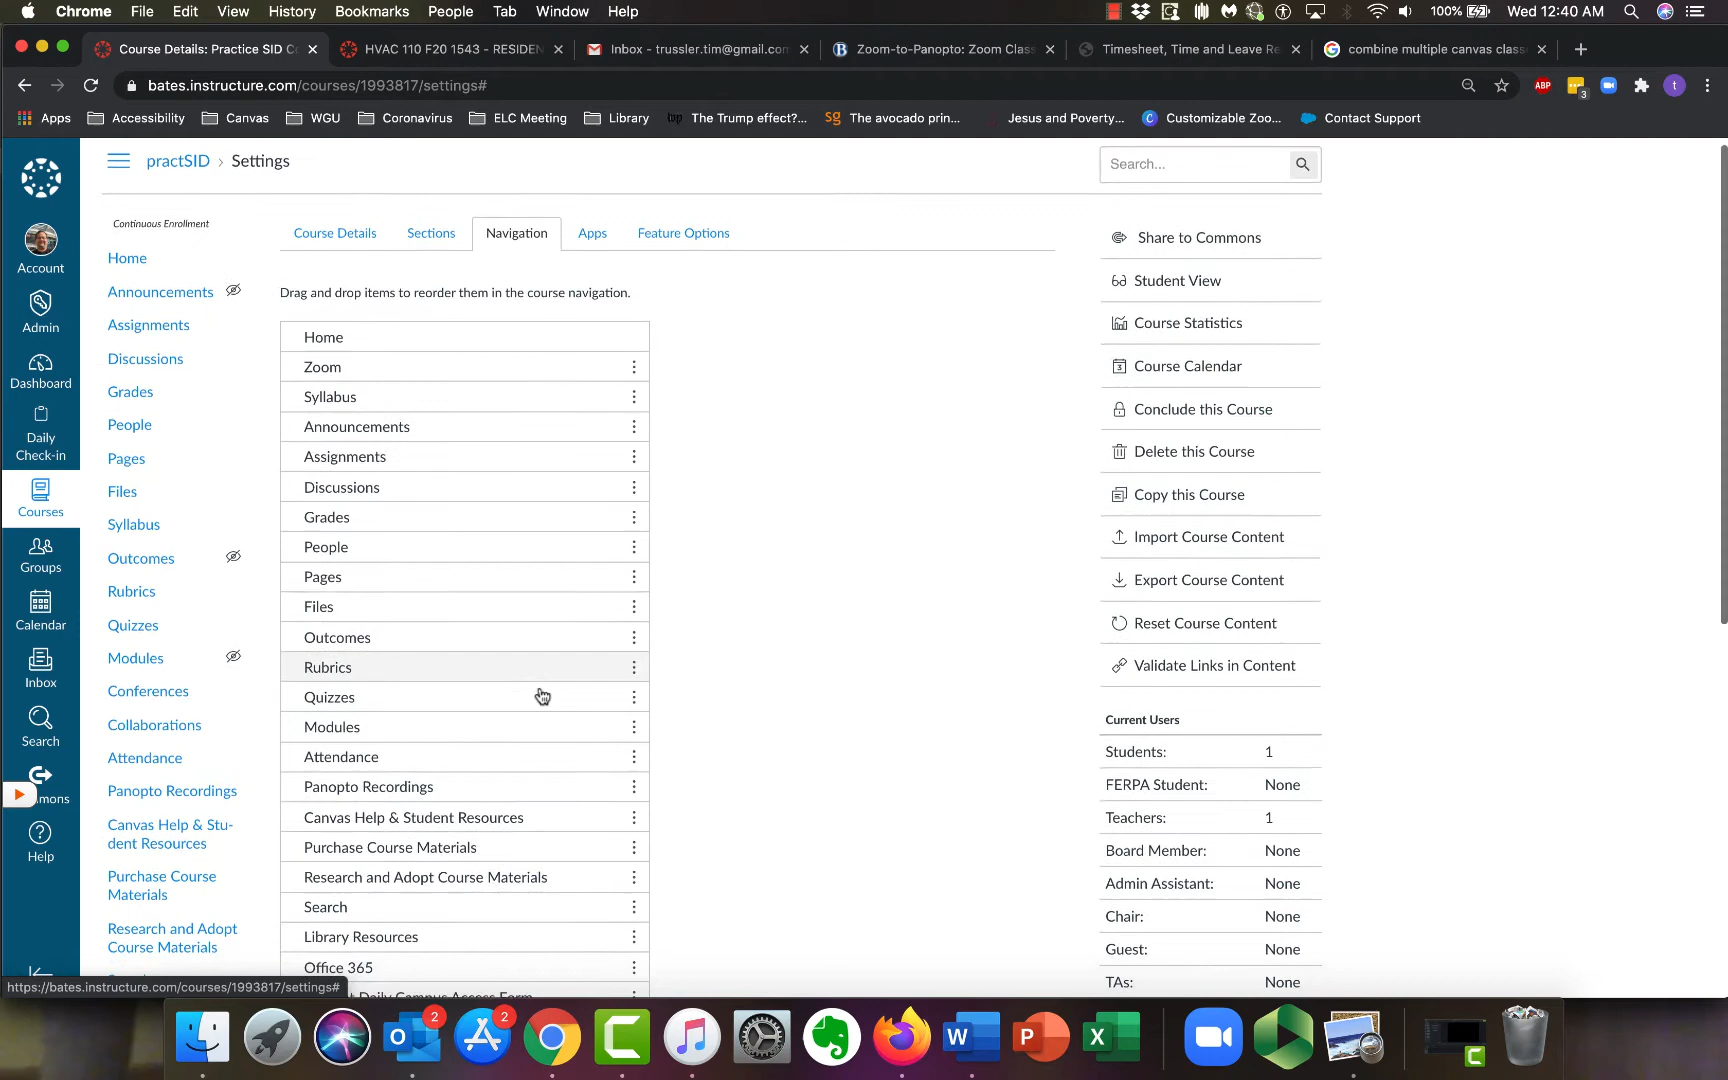 Chrome File Edit View History Bookmarks People Tab Window Help 100% Wed 12:40 AM
Course Details: Practice SID Co
HVAC 110 F20 1543 - RESIDEN
Inbox - trussler.tim@gmail.com
Zoom-to-Panopto: Zoom Class
Timesheet, Time and Leave Re
combine multiple canvas class
bates.instructure.com/courses/1993817/settings#
ABP
3
t
Apps Accessibility Canvas WGU Coronavirus ELC Meeting Library The Trump effect?... The avocado prin... Jesus and Poverty... Customizable Zoo... Contact Support
practSID › Settings
Search...
Account
Admin
Dashboard
Daily
Check-in
Courses
Groups
Calendar
Inbox
Search
mons
Help
Continuous Enrollment
Home
Announcements
Assignments
Discussions
Grades
People
Pages
Files
Syllabus
Outcomes
Rubrics
Quizzes
Modules
Conferences
Collaborations
Attendance
Panopto Recordings
Canvas Help & Stu-
dent Resources
Purchase Course
Materials
Research and Adopt
Course Materials
Course Details Sections Navigation Apps Feature Options
Drag and drop items to reorder them in the course navigation.
Home
Zoom
Syllabus
Announcements
Assignments
Discussions
Grades
People
Pages
Files
Outcomes
Rubrics
Quizzes
Modules
Attendance
Panopto Recordings
Canvas Help & Student Resources
Purchase Course Materials
Research and Adopt Course Materials
Search
Library Resources
Office 365
Daily Campus Access Form
Share to Commons
Student View
Course Statistics
Course Calendar
Conclude this Course
Delete this Course
Copy this Course
Import Course Content
Export Course Content
Reset Course Content
Validate Links in Content
Current Users
Students: 1
FERPA Student: None
Teachers: 1
Board Member: None
Admin Assistant: None
Chair: None
Guest: None
TAs: None
https://bates.instructure.com/courses/1993817/settings#
2
2